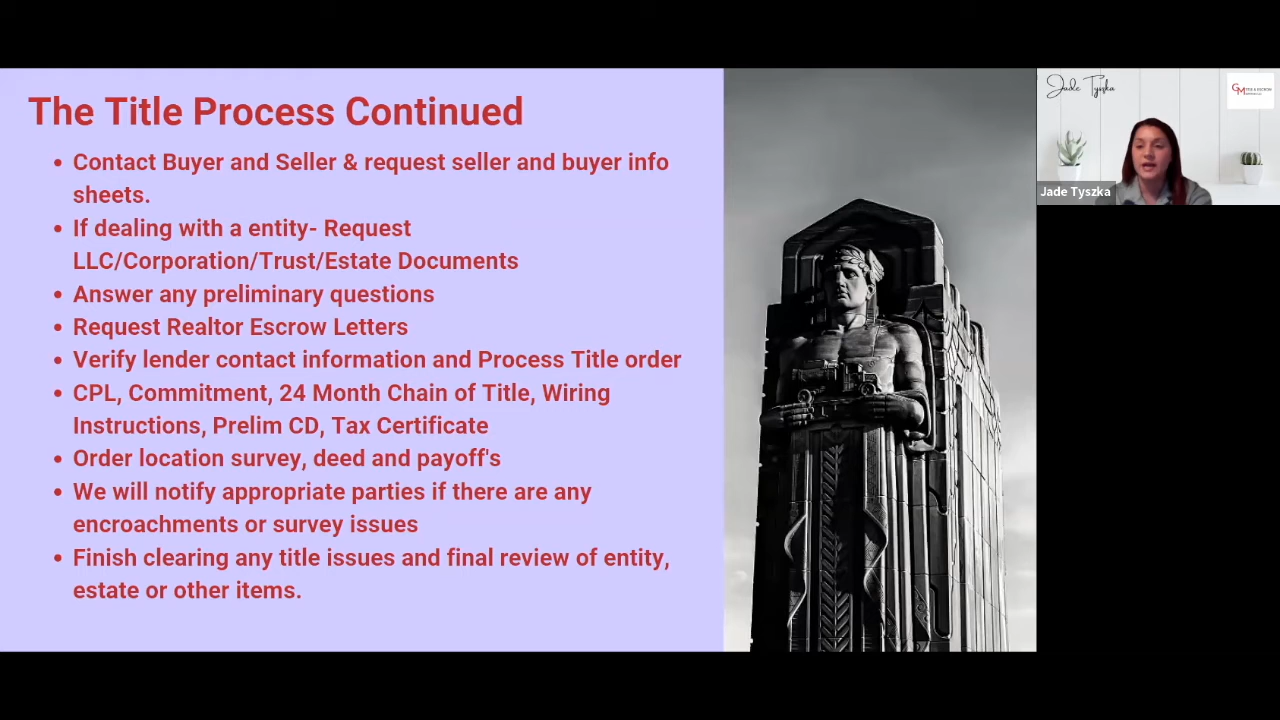 The Title Process Continued
• Contact Buyer and Seller & request seller and buyer info
sheets.
• If dealing with a entity- Request
LLC/Corporation/Trust/Estate Documents
• Answer any preliminary questions
• Request Realtor Escrow Letters
• Verify lender contact information and Process Title order
• CPL, Commitment, 24 Month Chain of Title, Wiring
Instructions, Prelim CD, Tax Certificate
• Order location survey, deed and payoff's
• We will notify appropriate parties if there are any
encroachments or survey issues
• Finish clearing any title issues and final review of entity,
estate or other items.
Jade Tyszka
GM
Jade Tyszka